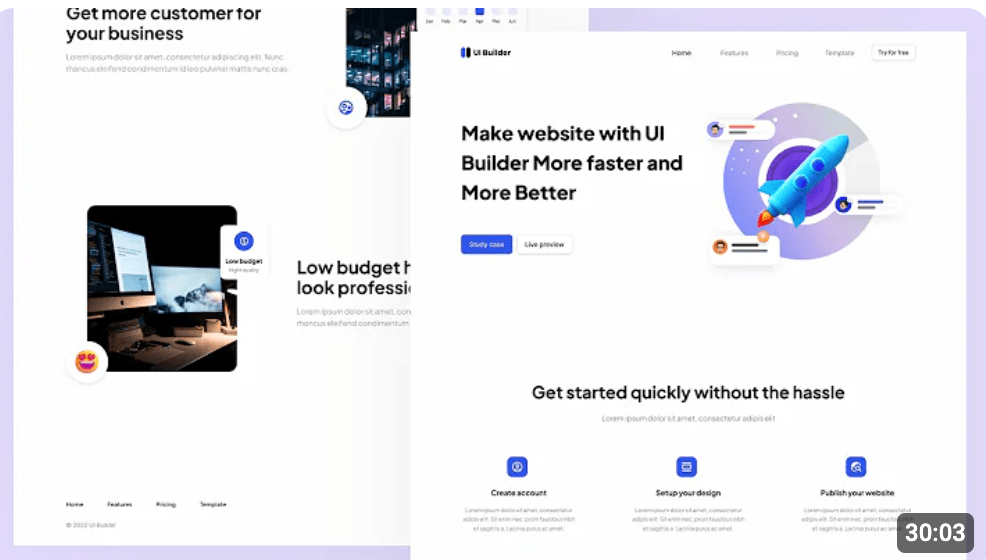 Get more customer for
your business
Lorem ipsum dolor sit amet, consectetur adipiscing elit. Nunc
rhoncus eleifend condimentum id leo pulvinar mattis nunc cras.
Low budget
High quality
Low budget h
look professi
Lorem ipsum dolor sit amet, con
rhoncus eleifend condimentum
Home Features Pricing Template
© 2022 UI Builder
Jan Feb Mar Apr Mei Jun
UI Builder
Home Features Pricing Template Try for free
Make website with UI
Builder More faster and
More Better
Study case Live preview
Get started quickly without the hassle
Lorem ipsum dolor sit amet, consectetur adipis elit
Create account
Lorem ipsum dolor sit amet, consectetur
adipis elit. Sit enim nec, proin faucibus nibh
et sagittis a. Lacinia purus ac amet.
Setup your design
Lorem ipsum dolor sit amet, consectetur
adipis elit. Sit enim nec, proin faucibus nibh
et sagittis a. Lacinia purus ac amet.
Publish your website
Lorem ipsum dolor sit amet, consectetur
adipis elit. Sit enim nec, proin faucibus nibh
et sagittis a. Lacinia purus ac amet.
30:03